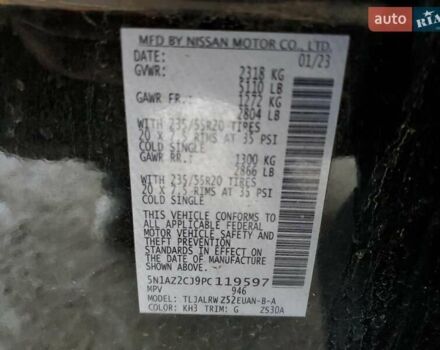 auto
RIA
MFD BY NISSAN MOTOR CO., LTD.
DATE: 01/23
GVWR: 2318 KG
5110 LB
GAWR FR: 1272 KG
2804 LB
WITH 235/55R20 TIRES
20 X 7.5 RIMS AT 35 PSI
COLD SINGLE
GAWR RR: 1300 KG
2866 LB
WITH 235/55R20 TIRES
20 X 7.5 RIMS AT 35 PSI
COLD SINGLE
THIS VEHICLE CONFORMS TO
ALL APPLICABLE FEDERAL
MOTOR VEHICLE SAFETY AND
THEFT PREVENTION
STANDARDS IN EFFECT ON
THE DATE OF MANUFACTURE
SHOWN ABOVE.
5N1AZ2CJ9PC119597
MPV 946
MODEL: TLJALRWZ52EUAN-B-A
COLOR: KH3 TRIM: G ZS30A